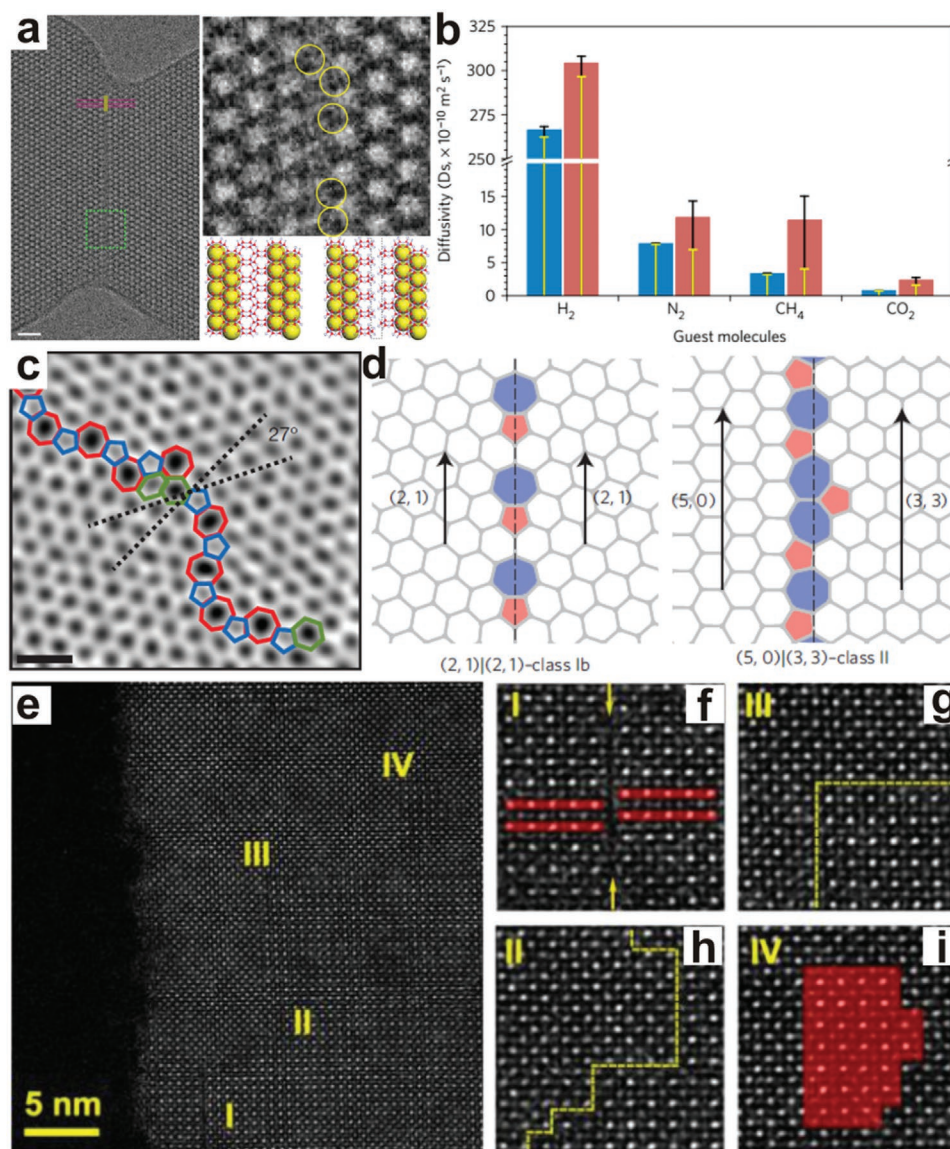 a
b
Diffusivity (Ds, × 10⁻¹⁰ m² s⁻¹)
300
275
250
15
10
5
0
H₂ N₂ CH₄ CO₂
Guest molecules
c
27°
d
(2, 1) (2, 1)
(2, 1)|(2, 1)-class Ib
(5, 0) (3, 3)
(5, 0)|(3, 3)-class II
e
IV
III
II
I
5 nm
I f
III g
II h
IV i